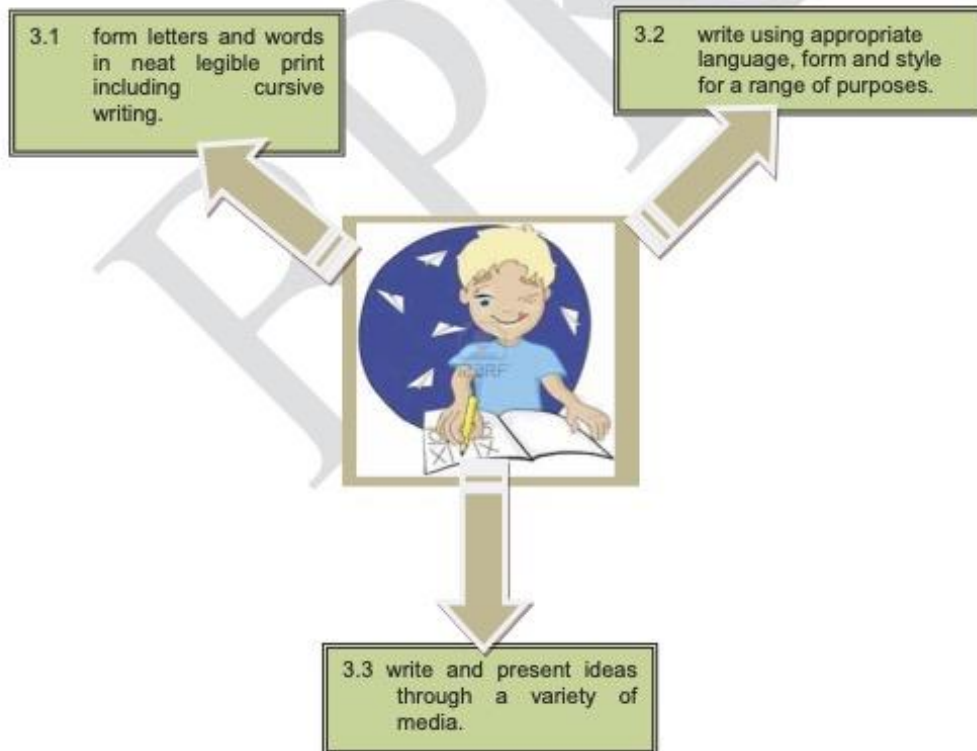 3.1 form letters and words
in neat legible print
including cursive
writing.
3.2 write using appropriate
language, form and style
for a range of purposes.
3.3 write and present ideas
through a variety of
media.